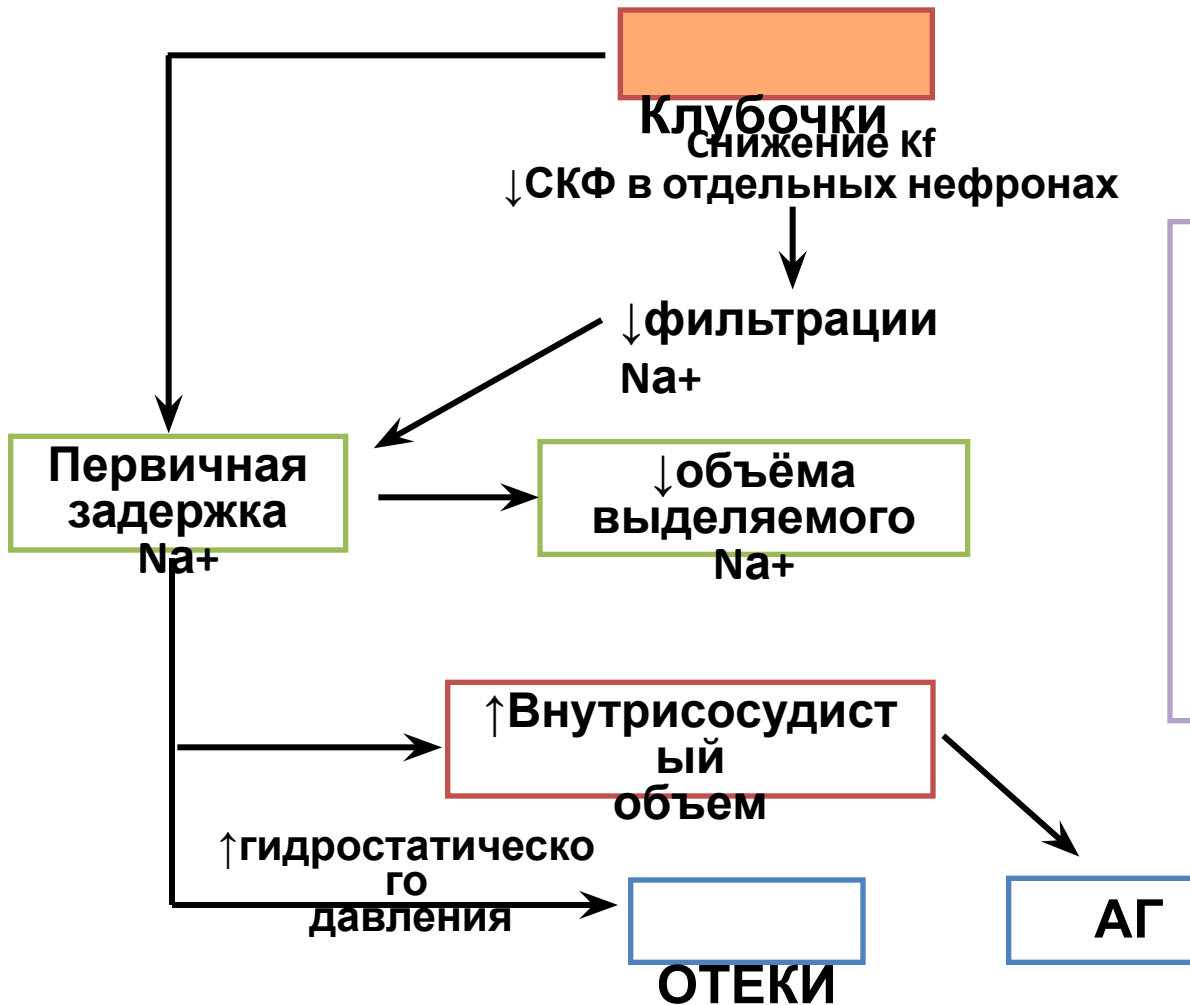 Клубочки
Снижение Kf
↓СКФ в отдельных нефронах
↓фильтрации
Na+
Первичная
задержка
Na+
↓объёма
выделяемого
Na+
↑Внутрисосудист
ый
объем
↑гидростатическо
го
давления
ОТЕКИ
АГ